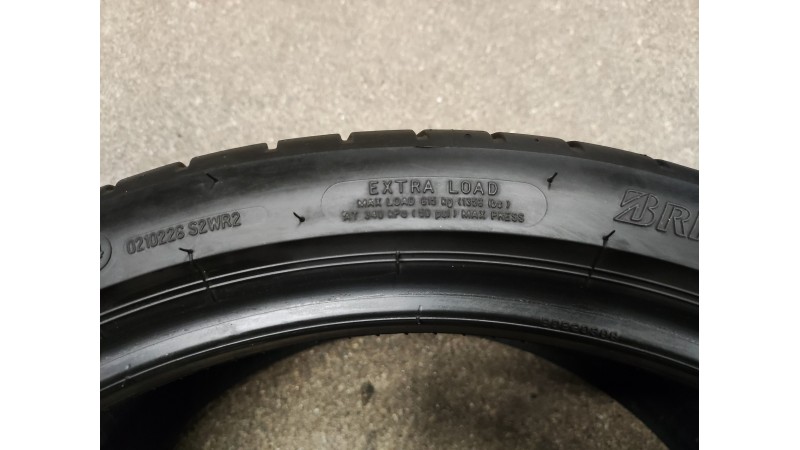 EXTRA LOAD
MAX LOAD 615 kg (1356 lbs)
AT 340 kPa (50 psi) MAX PRESS
0210226 S2WR2
BRI